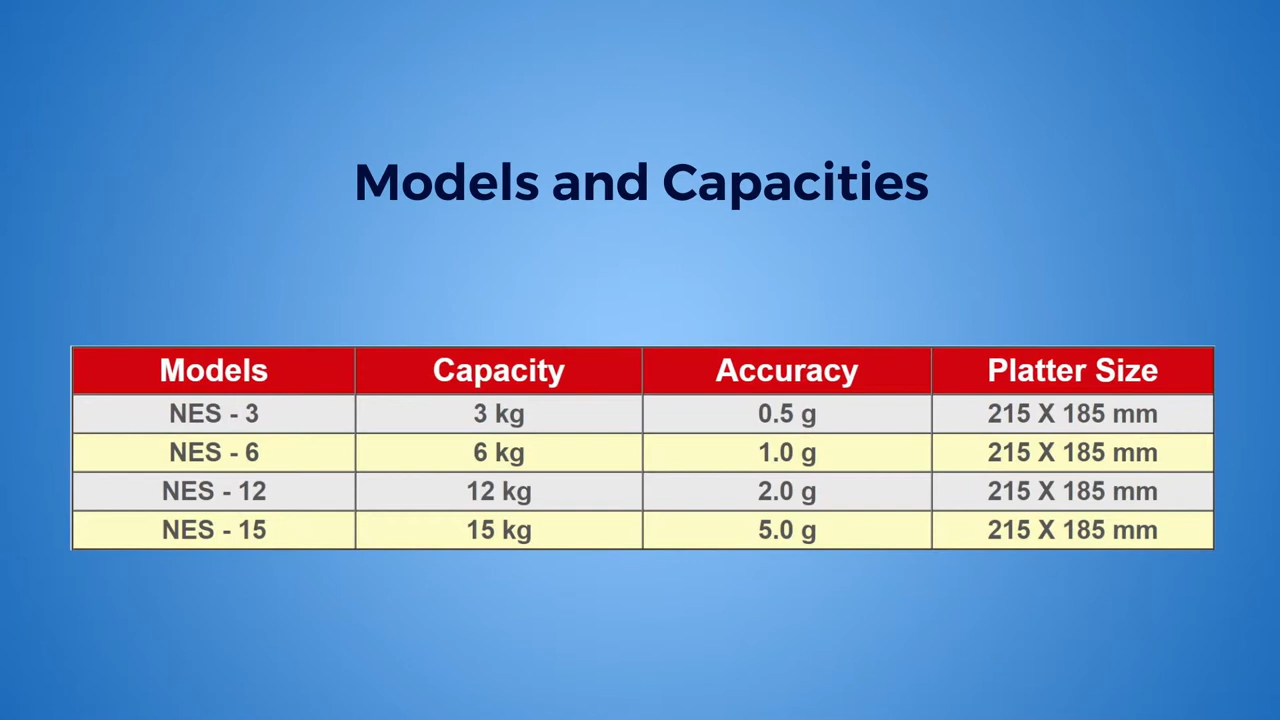 Models and Capacities
Models Capacity Accuracy Platter Size
NES - 3 3 kg 0.5 g 215 X 185 mm
NES - 6 6 kg 1.0 g 215 X 185 mm
NES - 12 12 kg 2.0 g 215 X 185 mm
NES - 15 15 kg 5.0 g 215 X 185 mm